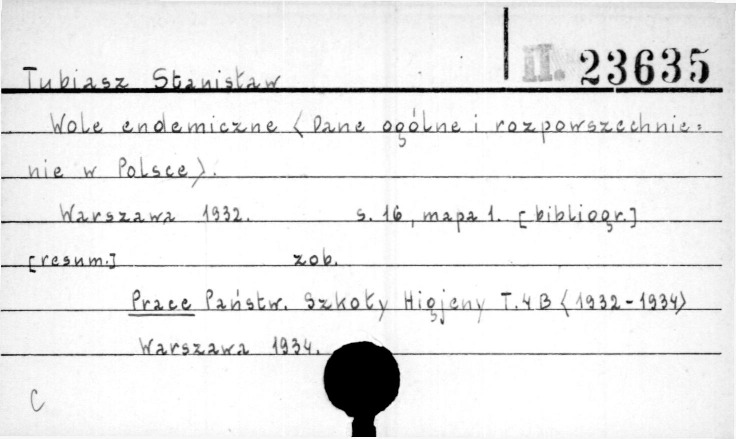 II. 23635
Tubiasz Stanisław
Wole endemiczne (Dane ogólne i rozpowszechnie=
nie w Polsce).
Warszawa 1932. s. 16, mapa 1. [bibliogr.]
[resum.] zob.
Prace Państw. Szkoły Higjeny T.4 B (1932-1934)
Warszawa 1934.
C